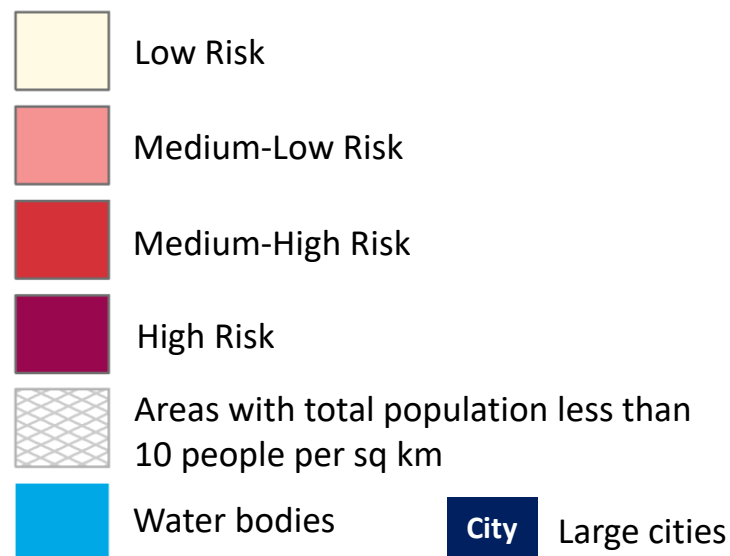 Low Risk
Medium-Low Risk
Medium-High Risk
High Risk
Areas with total population less than
10 people per sq km
Water bodies
City
Large cities